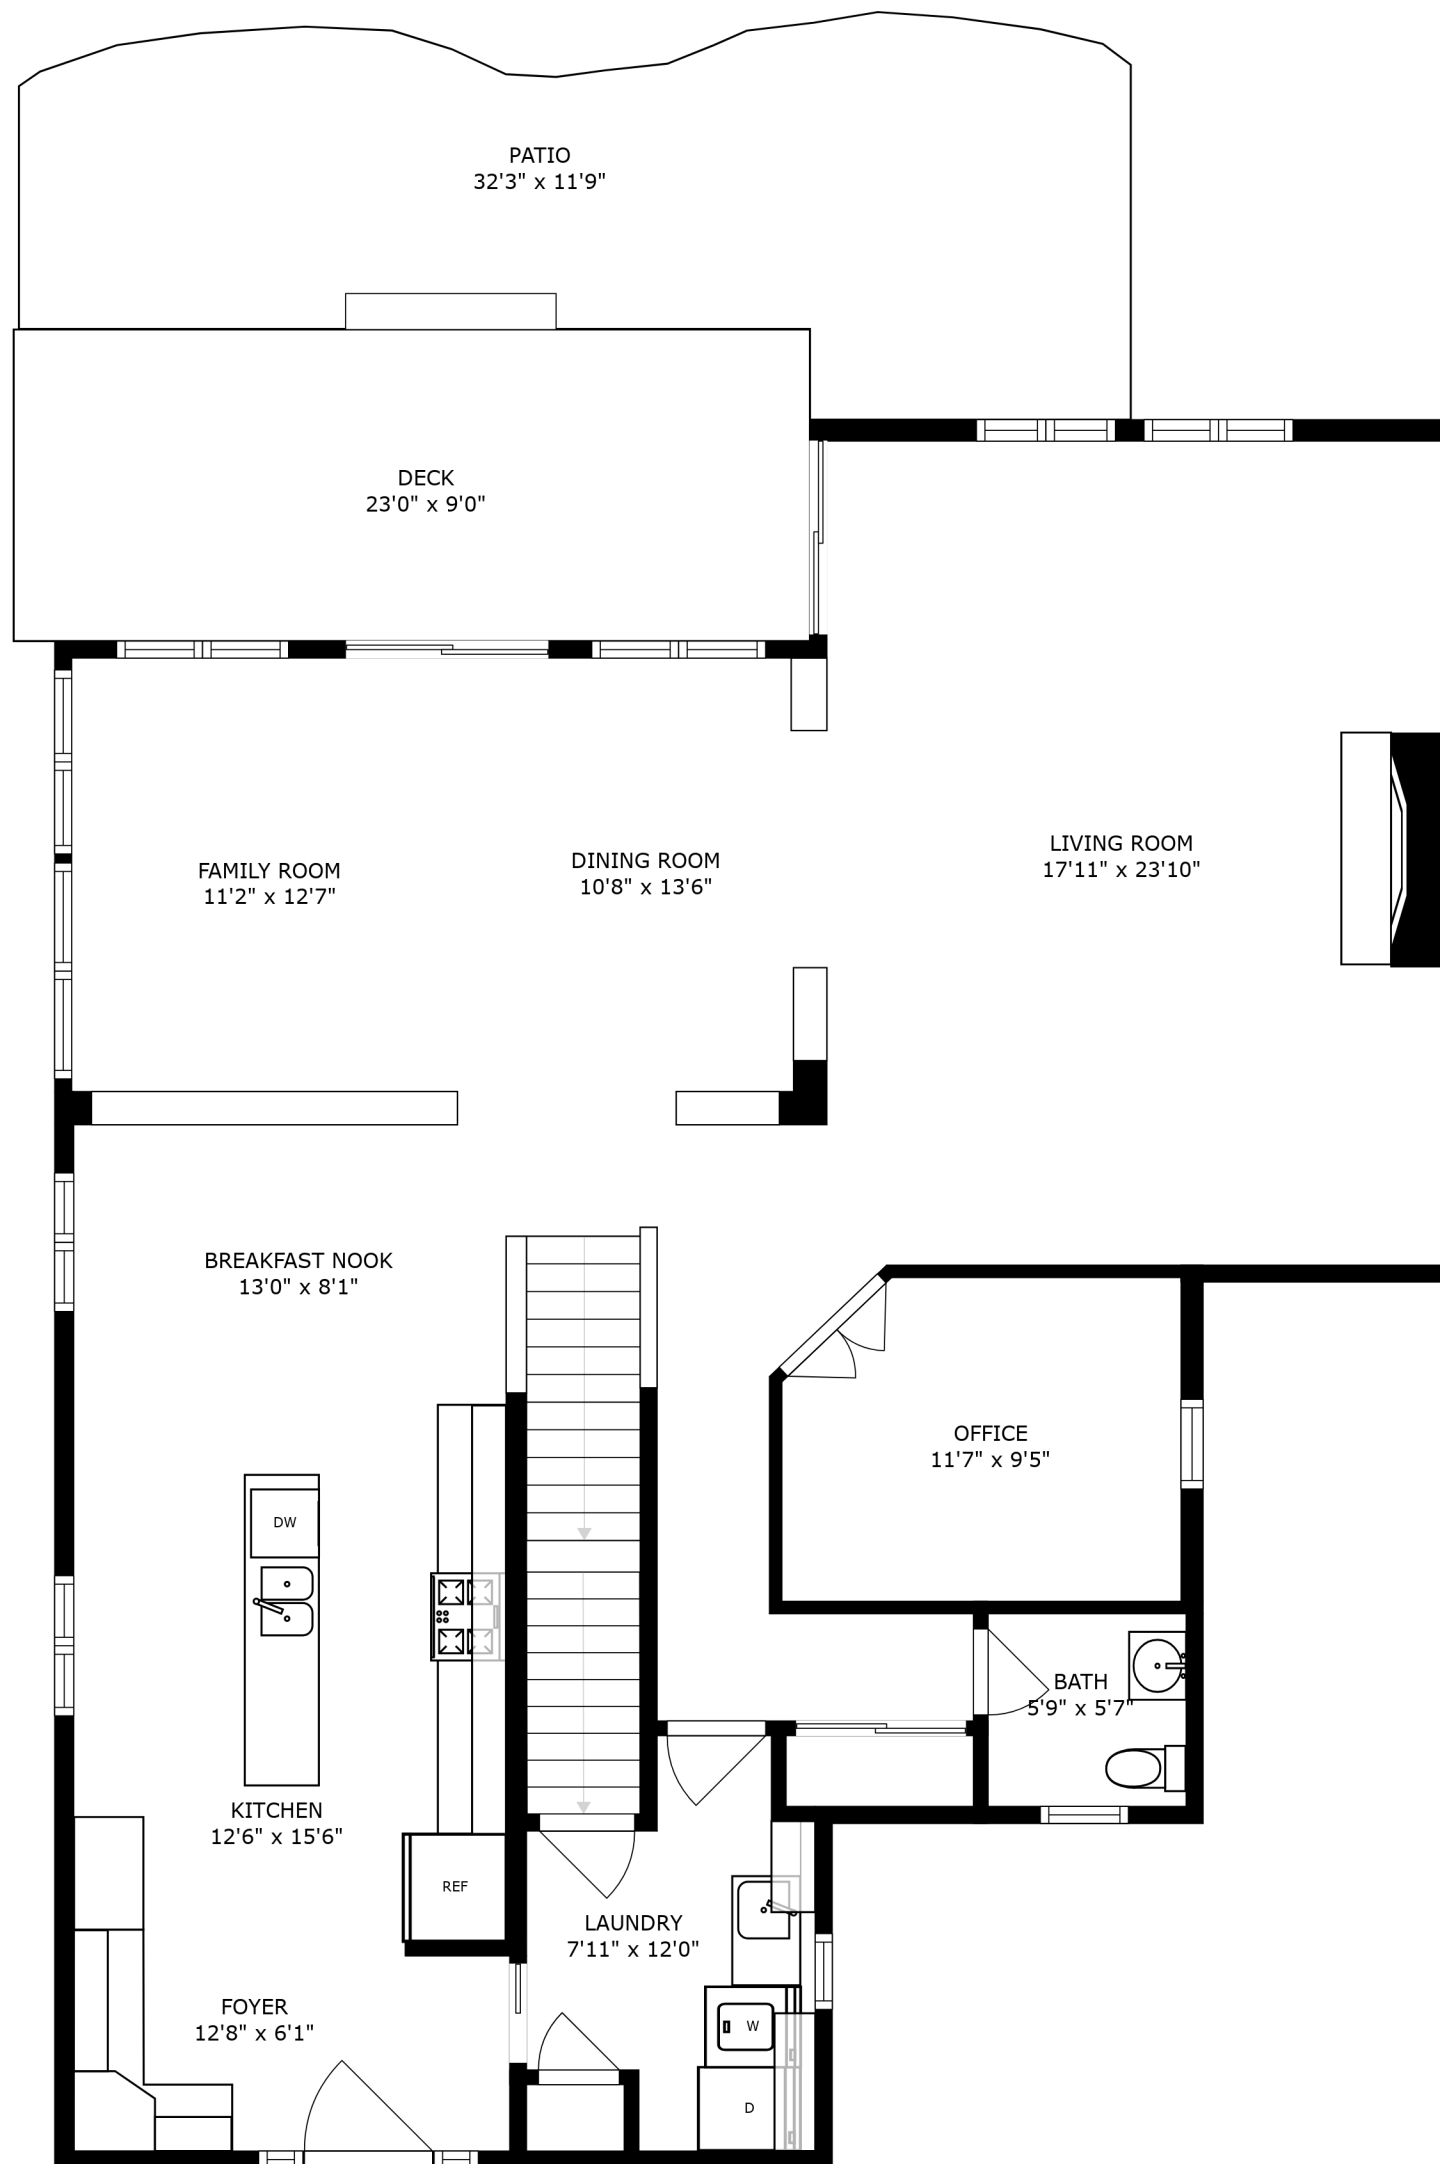 PATIO
32'3" x 11'9"
DECK
23'0" x 9'0"
LIVING ROOM
17'11" x 23'10"
FAMILY ROOM
11'2" x 12'7"
DINING ROOM
10'8" x 13'6"
BREAKFAST NOOK
13'0" x 8'1"
OFFICE
11'7" x 9'5"
DW
BATH
5'9" x 5'7"
KITCHEN
12'6" x 15'6"
REF
LAUNDRY
7'11" x 12'0"
FOYER
12'8" x 6'1"
W
D